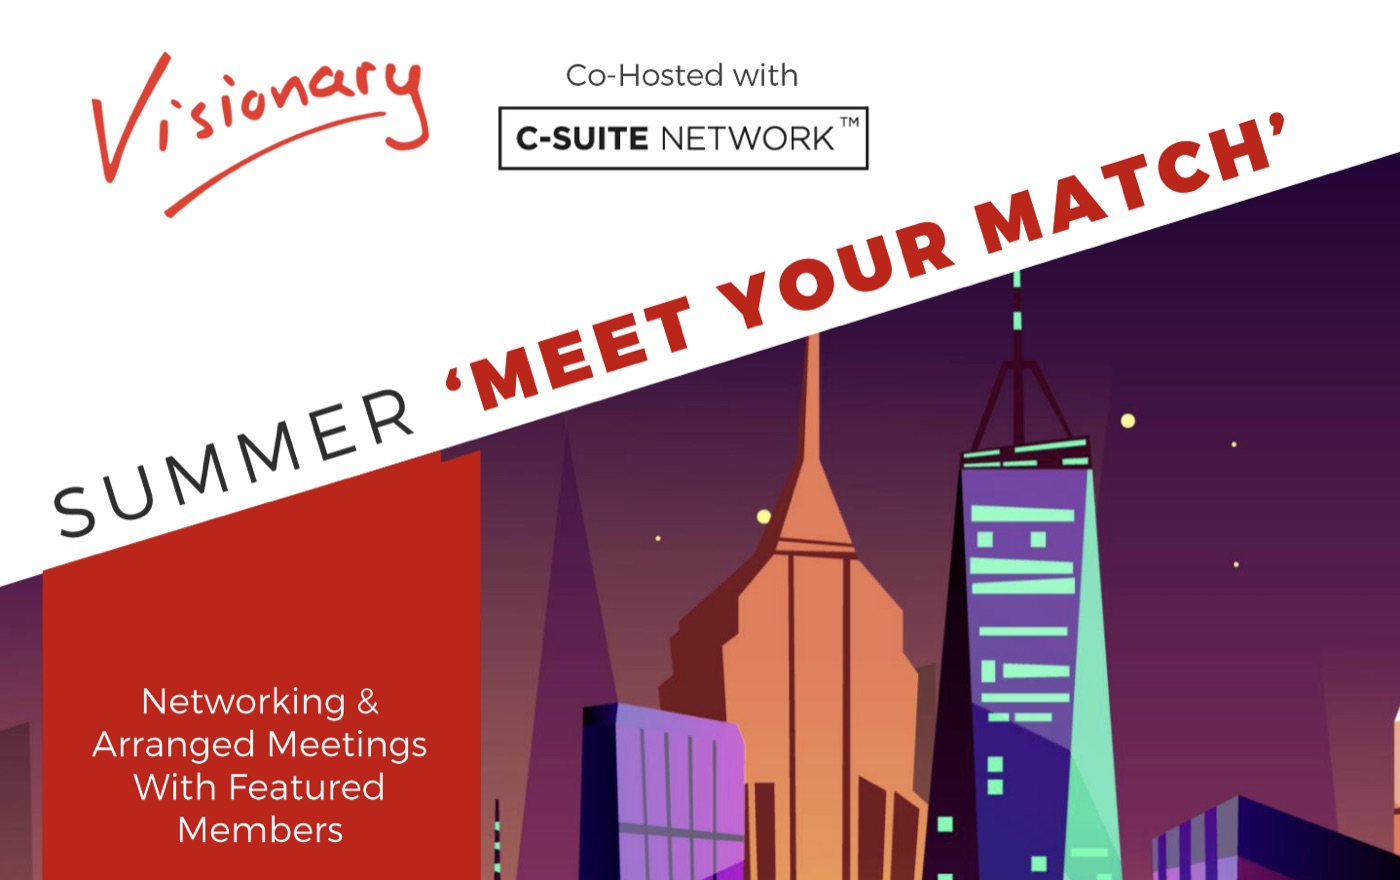 Visionary
Co-Hosted with
C-SUITE NETWORK™
SUMMER ‘MEET YOUR MATCH’
Networking &
Arranged Meetings
With Featured
Members